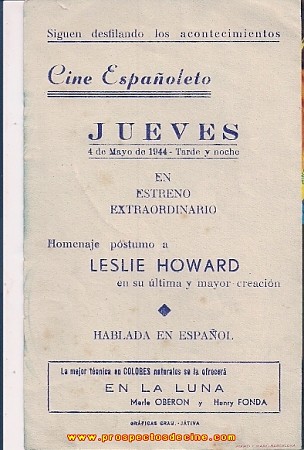 Siguen desfilando los acontecimientos
Cine Españoleto
JUEVES
4 de Mayo de 1944 - Tarde y noche
EN
ESTRENO
EXTRAORDINARIO
Homenaje póstumo a
LESLIE HOWARD
en su última y mayor creación
HABLADA EN ESPAÑOL
La mejor técnica en COLORES naturales se la ofrecerá
EN LA LUNA
Merle OBERON y Henry FONDA
GRÁFICAS GRAU.-JÁTIVA
www.prospectosdecine.com